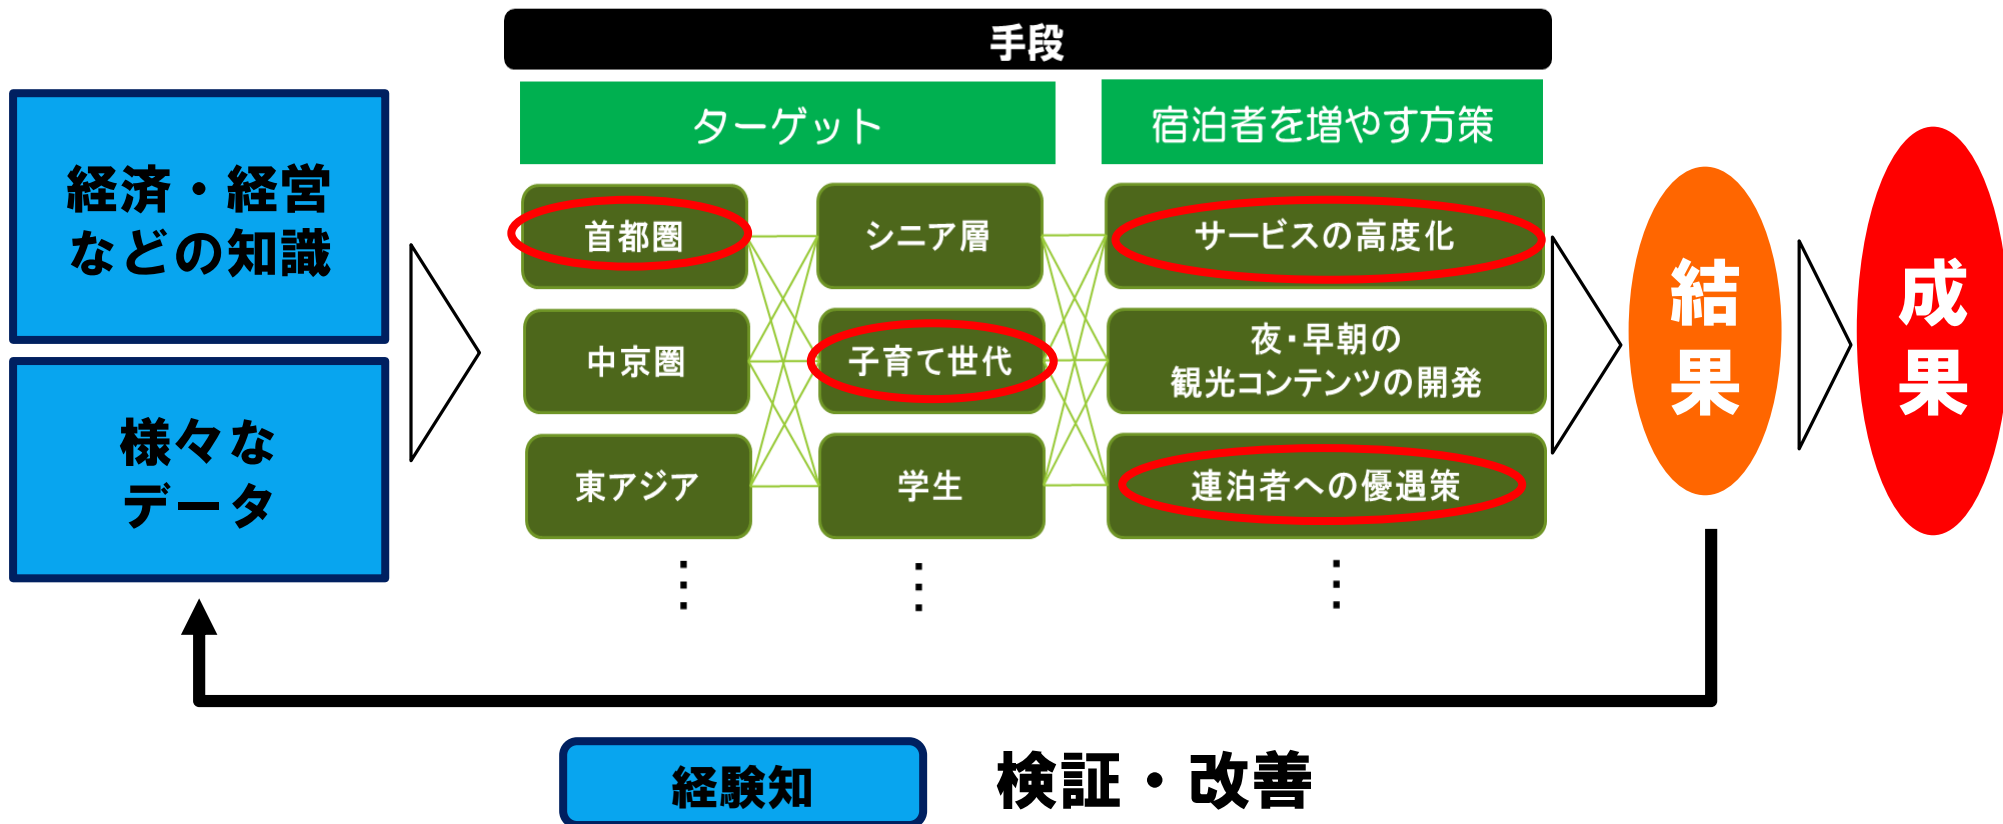 手段
経済・経営
などの知識
様々な
データ
ターゲット
宿泊者を増やす方策
首都圏
シニア層
サービスの高度化
中京圏
子育て世代
夜・早朝の
観光コンテンツの開発
東アジア
学生
連泊者への優遇策
結果
成果
経験知
検証・改善